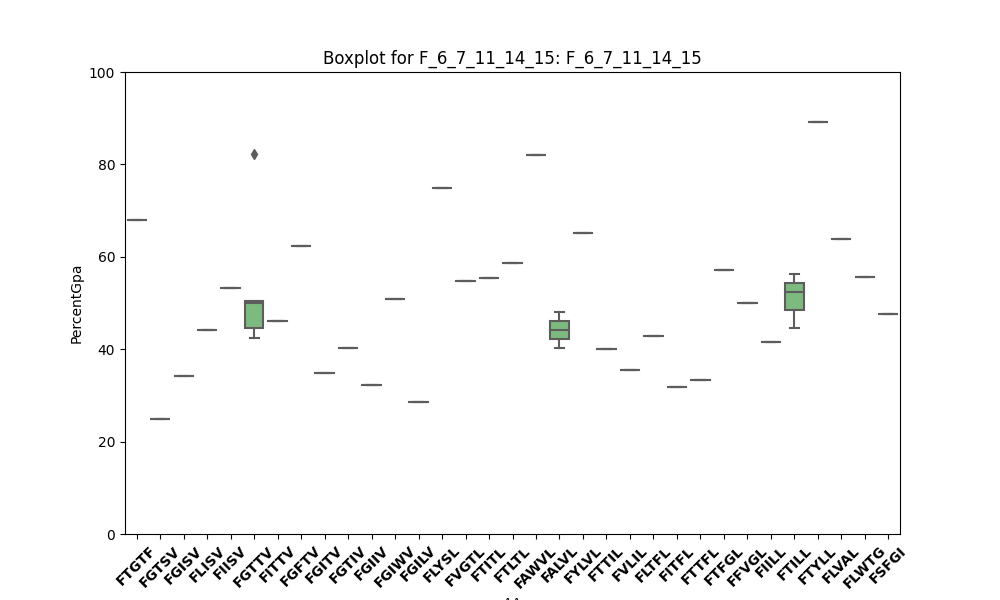 Boxplot for F_6_7_11_14_15: F_6_7_11_14_15
100
80
60
40
20
0
PercentGpa
FTGTF
FGTSV
FGISV
FLISV
FIISV
FGTTV
FITTV
FGFTV
FGITV
FGTIV
FGIIV
FGIWV
FGILV
FLYSL
FVGTL
FTITL
FTLTL
FAWVL
FALVL
FYLVL
FTTIL
FVLIL
FLTFL
FITFL
FTTFL
FTFGL
FFVGL
FIILL
FTILL
FTYLL
FLVAL
FLWTG
FSFGI